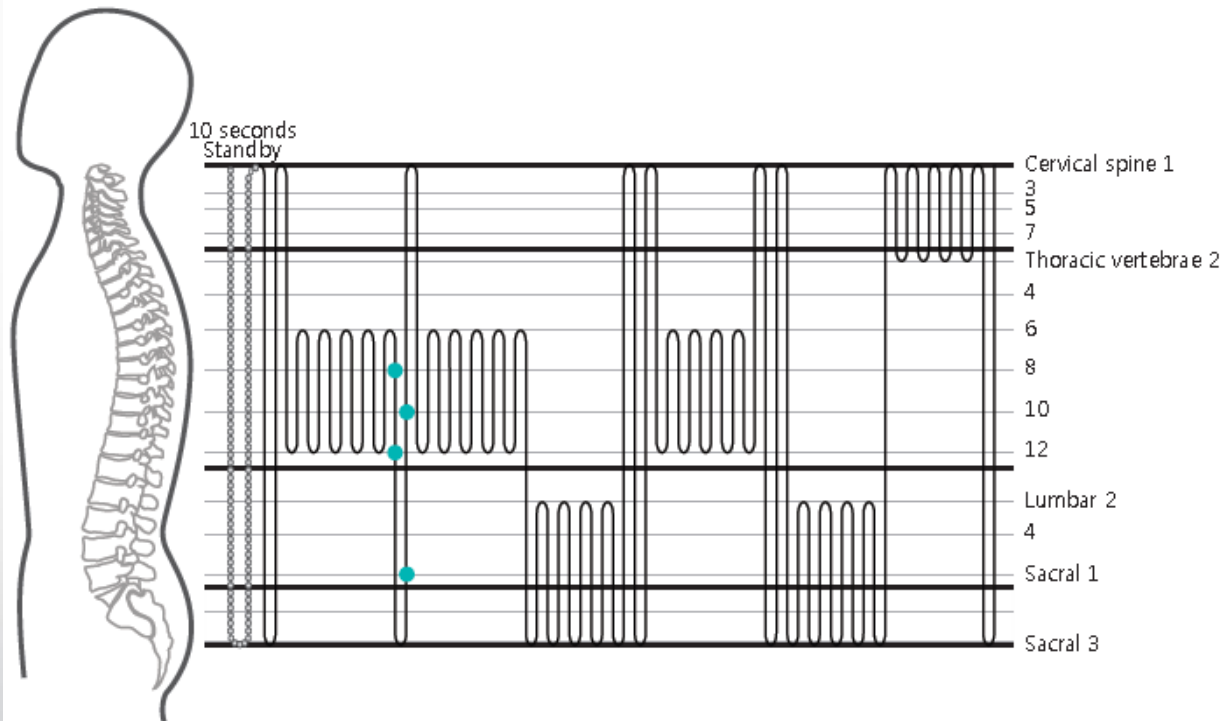 10 seconds
Standby
Cervical spine 1
3
5
7
Thoracic vertebrae 2
4
6
8
10
12
Lumbar 2
4
Sacral 1
Sacral 3